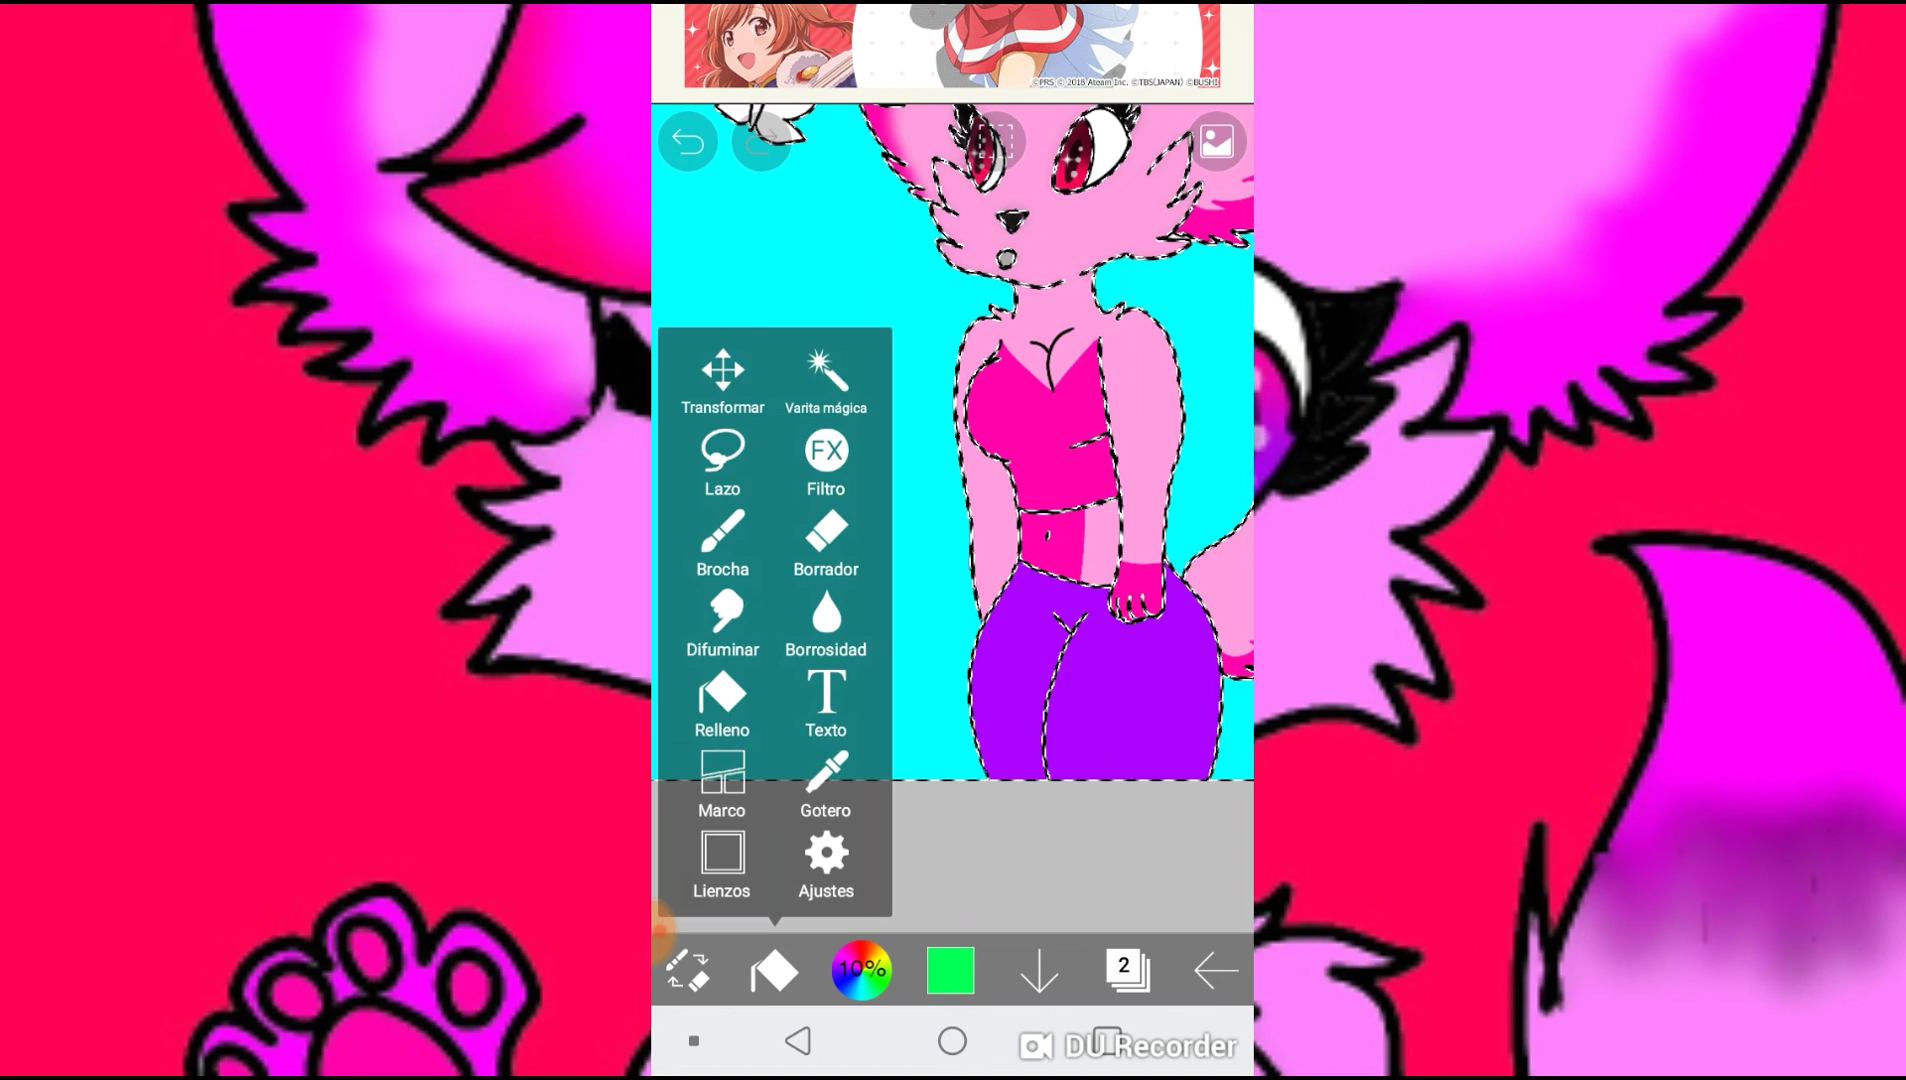 ©PRS © 2018 Ateam Inc. ©TBS(JAPAN) ©BUSHI
Transformar
Varita mágica
Lazo
FX
Filtro
Brocha
Borrador
Difuminar
Borrosidad
Relleno
T
Texto
Marco
Gotero
Lienzos
Ajustes
10%
2
DU Recorder